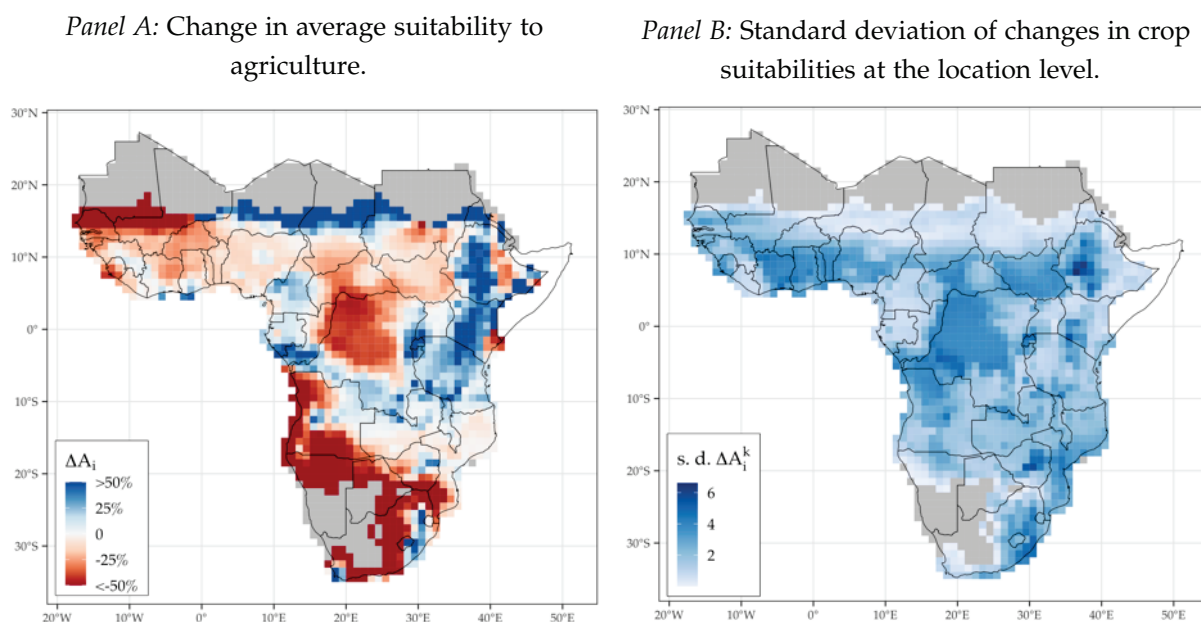 Panel A: Change in average suitability to
agriculture.
30°N
20°N
10°N
0°
10°S
20°S
30°S
ΔAi
>50%
25%
0
-25%
<-50%
20°W
10°W
0°
10°E
20°E
30°E
40°E
50°E
Panel B: Standard deviation of changes in crop
suitabilities at the location level.
30°N
20°N
10°N
0°
10°S
20°S
30°S
s. d. ΔAik
6
4
2
20°W
10°W
0°
10°E
20°E
30°E
40°E
50°E